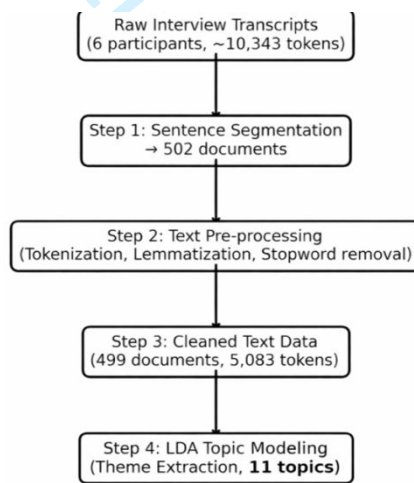 Raw Interview Transcripts
(6 participants, ~10,343 tokens)
Step 1: Sentence Segmentation
→ 502 documents
Step 2: Text Pre-processing
(Tokenization, Lemmatization, Stopword removal)
Step 3: Cleaned Text Data
(499 documents, 5,083 tokens)
Step 4: LDA Topic Modeling
(Theme Extraction, 11 topics)